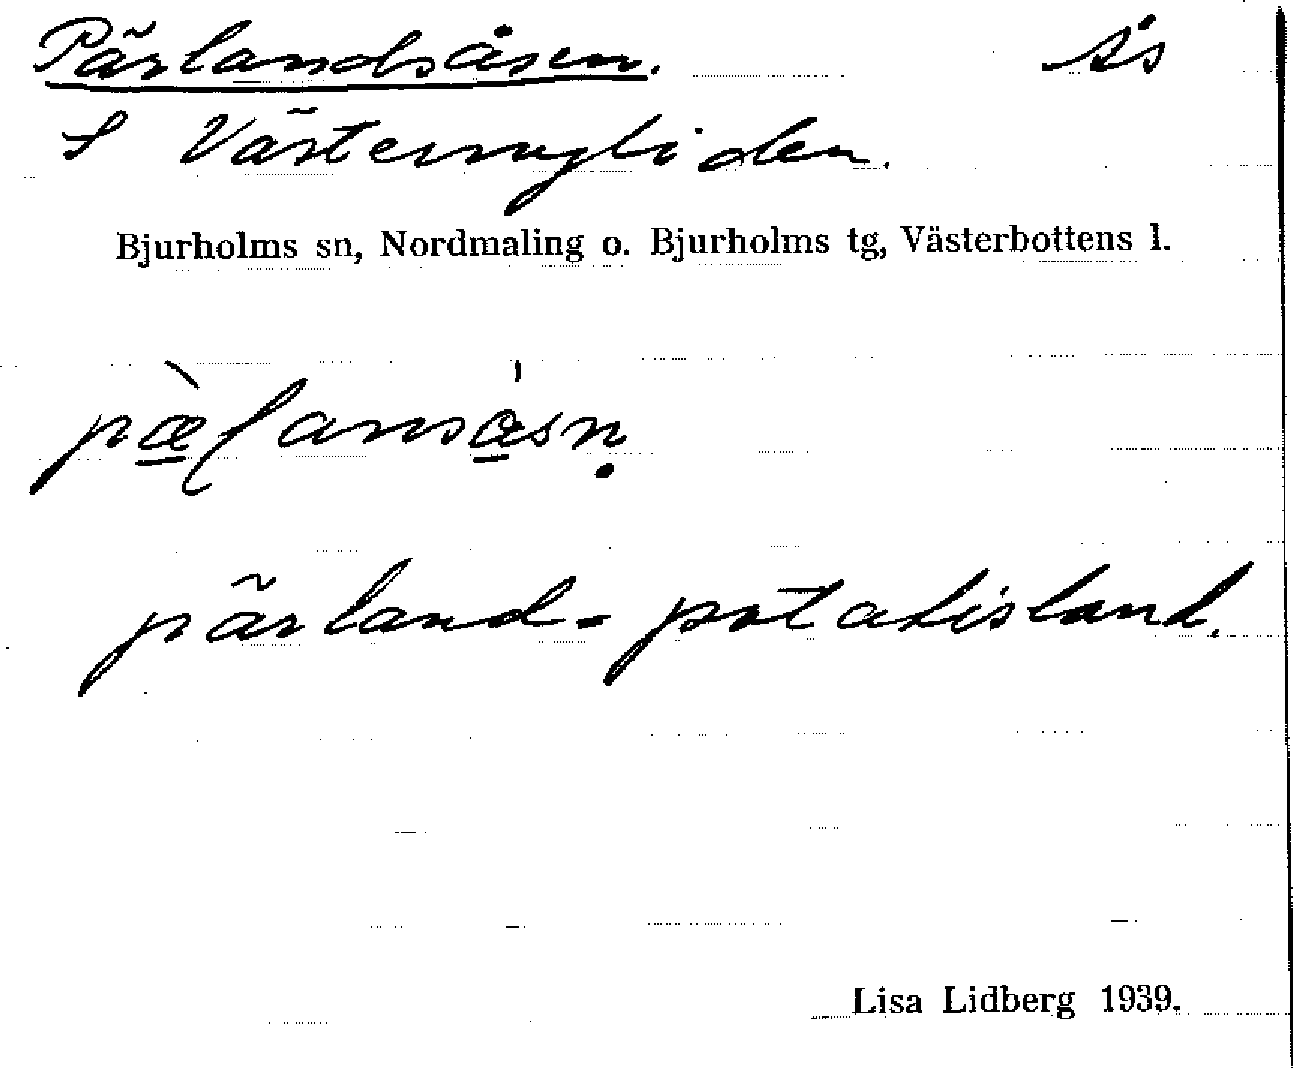 Pärlandsåsen. Ås
S Västernyliden.
Bjurholms sn, Nordmaling o. Bjurholms tg, Västerbottens l.
pärland = potatisland.
Lisa Lidberg 1939.